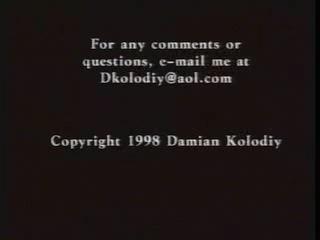 For any comments or
questions, e-mail me at
Dkolodiy@aol.com
Copyright 1998 Damian Kolodiy